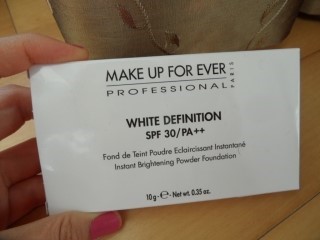 MAKE UP FOR EVER
PROFESSIONAL
PARIS
WHITE DEFINITION
SPF 30/PA++
Fond de Teint Poudre Eclaircissant Instantané
Instant Brightening Powder Foundation
10g - e - Net wt. 0.35 oz.